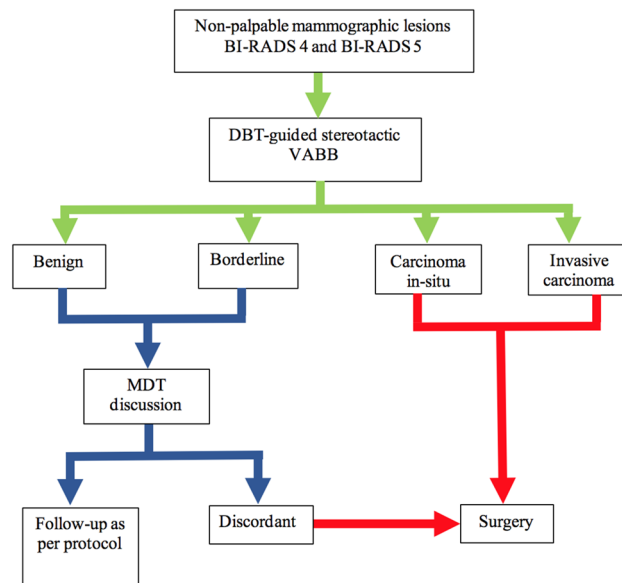 Non-palpable mammographic lesions
BI-RADS 4 and BI-RADS 5
DBT-guided stereotactic
VABB
Benign
Borderline
Carcinoma
in-situ
Invasive
carcinoma
MDT
discussion
Follow-up as
per protocol
Discordant
Surgery